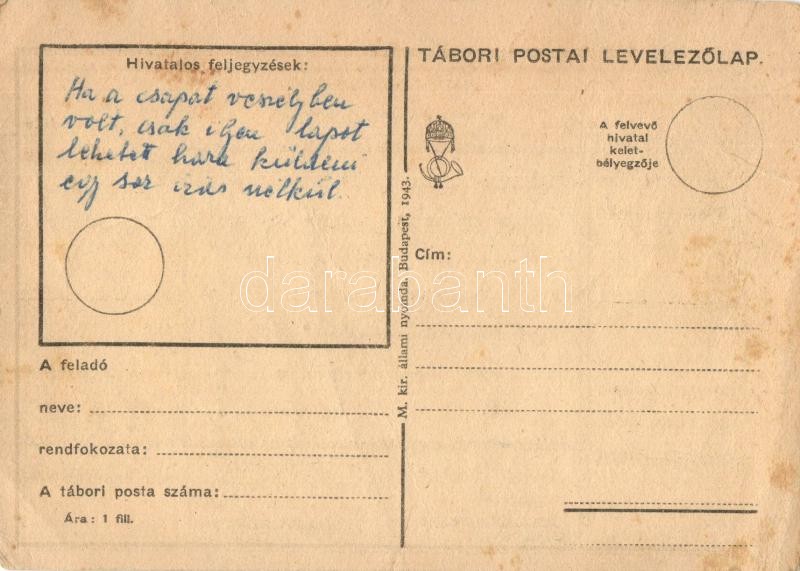 Hivatalos feljegyzések:
Ha a csapat veszélyben
volt, csak ilyen lapot
lehetett haza küldeni
egy sor írás nélkül.
TÁBORI POSTAI LEVELEZŐLAP.
A felvevő
hivatal
kelet-
bélyegzője
M. kir. állami nyomda, Budapest, 1943.
Cím:
A feladó
neve:
rendfokozata:
A tábori posta száma:
Ára: 1 fill.
darabanth